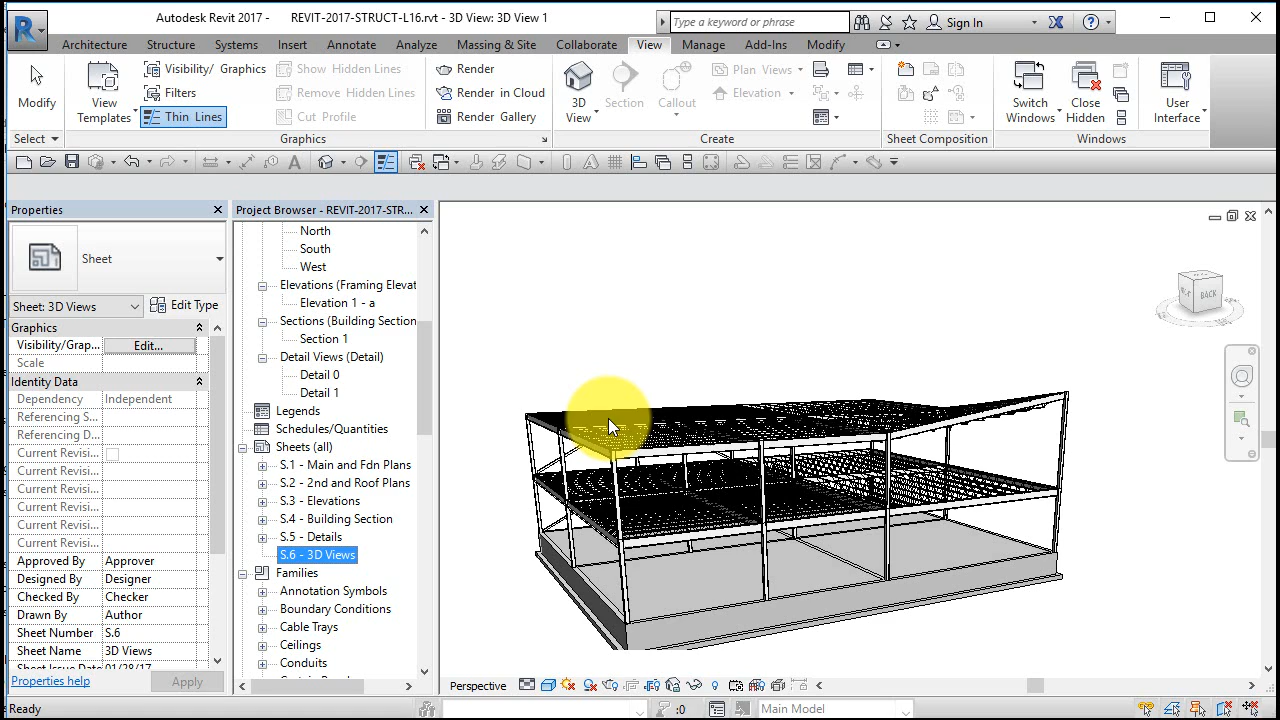 Autodesk Revit 2017 - REVIT-2017-STRUCT-L16.rvt - 3D View: 3D View 1
Type a keyword or phrase
Sign In
Architecture Structure Systems Insert Annotate Analyze Massing & Site Collaborate View Manage Add-Ins Modify
Modify
View Templates
Visibility/ Graphics
Filters
Thin Lines
Show Hidden Lines
Remove Hidden Lines
Cut Profile
Render
Render in Cloud
Render Gallery
3D View
Section
Callout
Plan Views
Elevation
Switch Windows
Close Hidden
User Interface
Select
Graphics
Create
Sheet Composition
Windows
Properties
Sheet
Sheet: 3D Views
Edit Type
Graphics
Visibility/Grap... Edit...
Scale
Identity Data
Dependency Independent
Referencing S...
Referencing D...
Current Revisi...
Current Revisi...
Current Revisi...
Current Revisi...
Current Revisi...
Current Revisi...
Approved By Approver
Designed By Designer
Checked By Checker
Drawn By Author
Sheet Number S.6
Sheet Name 3D Views
Sheet Issue Date 01/28/17
Properties help
Apply
Project Browser - REVIT-2017-STR...
North
South
West
Elevations (Framing Elevat
Elevation 1 - a
Sections (Building Section
Section 1
Detail Views (Detail)
Detail 0
Detail 1
Legends
Schedules/Quantities
Sheets (all)
S.1 - Main and Fdn Plans
S.2 - 2nd and Roof Plans
S.3 - Elevations
S.4 - Building Section
S.5 - Details
S.6 - 3D Views
Families
Annotation Symbols
Boundary Conditions
Cable Trays
Ceilings
Conduits
BACK
Perspective
Ready
:0
Main Model